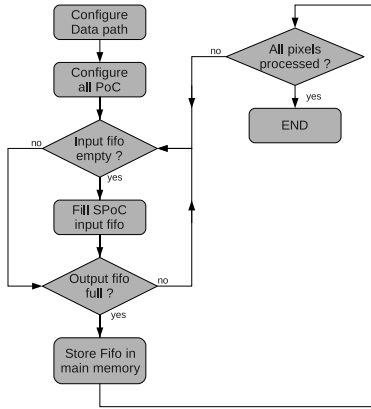 Configure
Data path
Configure
all PoC
Input fifo
empty ?
no
yes
Fill SPoC
input fifo
Output fifo
full ?
no
yes
Store Fifo in
main memory
All pixels
processed ?
no
yes
END